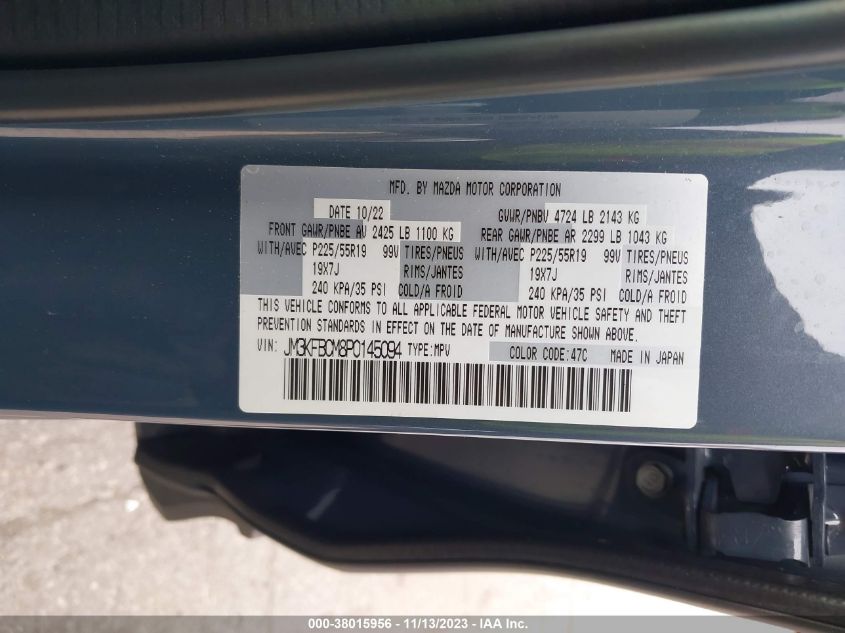 MFD. BY MAZDA MOTOR CORPORATION
DATE 10/22 GVWR/PNBV 4724 LB 2143 KG
FRONT GAWR/PNBE AV 2425 LB 1100 KG REAR GAWR/PNBE AR 2299 LB 1043 KG
WITH/AVEC P225/55R19 99V TIRES/PNEUS WITH/AVEC P225/55R19 99V TIRES/PNEUS
19X7J RIMS/JANTES 19X7J RIMS/JANTES
240 KPA/35 PSI COLD/A FROID 240 KPA/35 PSI COLD/A FROID
THIS VEHICLE CONFORMS TO ALL APPLICABLE FEDERAL MOTOR VEHICLE SAFETY AND THEFT
PREVENTION STANDARDS IN EFFECT ON THE DATE OF MANUFACTURE SHOWN ABOVE.
VIN: JM3KFBCM8P0145094 TYPE:MPV COLOR CODE:47C MADE IN JAPAN
000-38015956 - 11/13/2023 - IAA Inc.